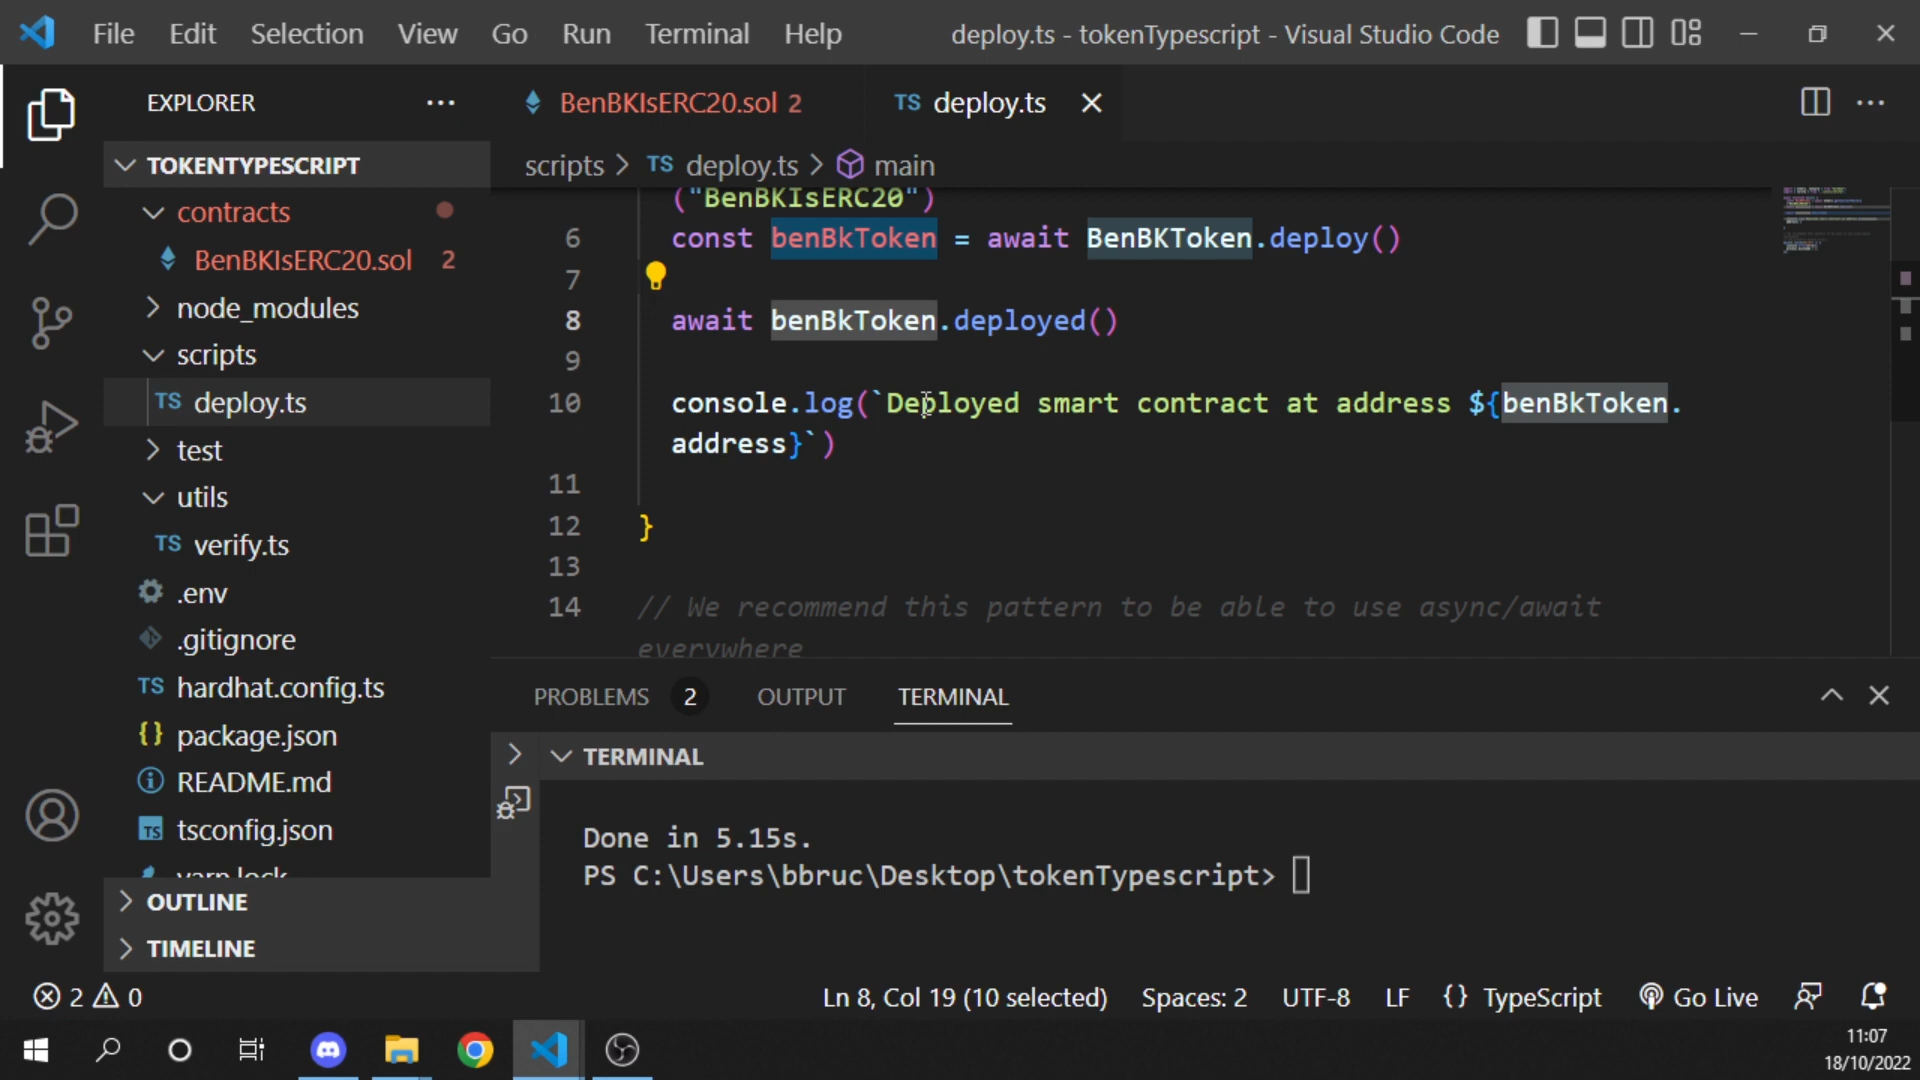 File Edit Selection View Go Run Terminal Help
deploy.ts - tokenTypescript - Visual Studio Code
EXPLORER
TOKENTYPESCRIPT
contracts
BenBKIsERC20.sol 2
node_modules
scripts
TS deploy.ts
test
utils
TS verify.ts
.env
.gitignore
TS hardhat.config.ts
{} package.json
README.md
TS tsconfig.json
yarn.lock
OUTLINE
TIMELINE
BenBKIsERC20.sol 2
TS deploy.ts
scripts > TS deploy.ts > main
("BenBKIsERC20")
6 const benBkToken = await BenBKToken.deploy()
7
8 await benBkToken.deployed()
9
10 console.log(`Deployed smart contract at address ${benBkToken.
address}`)
11
12 }
13
14 // We recommend this pattern to be able to use async/await
everywhere
PROBLEMS 2 OUTPUT TERMINAL
TERMINAL
Done in 5.15s.
PS C:\Users\bbruc\Desktop\tokenTypescript>
2 0
Ln 8, Col 19 (10 selected) Spaces: 2 UTF-8 LF {} TypeScript Go Live
11:07
18/10/2022